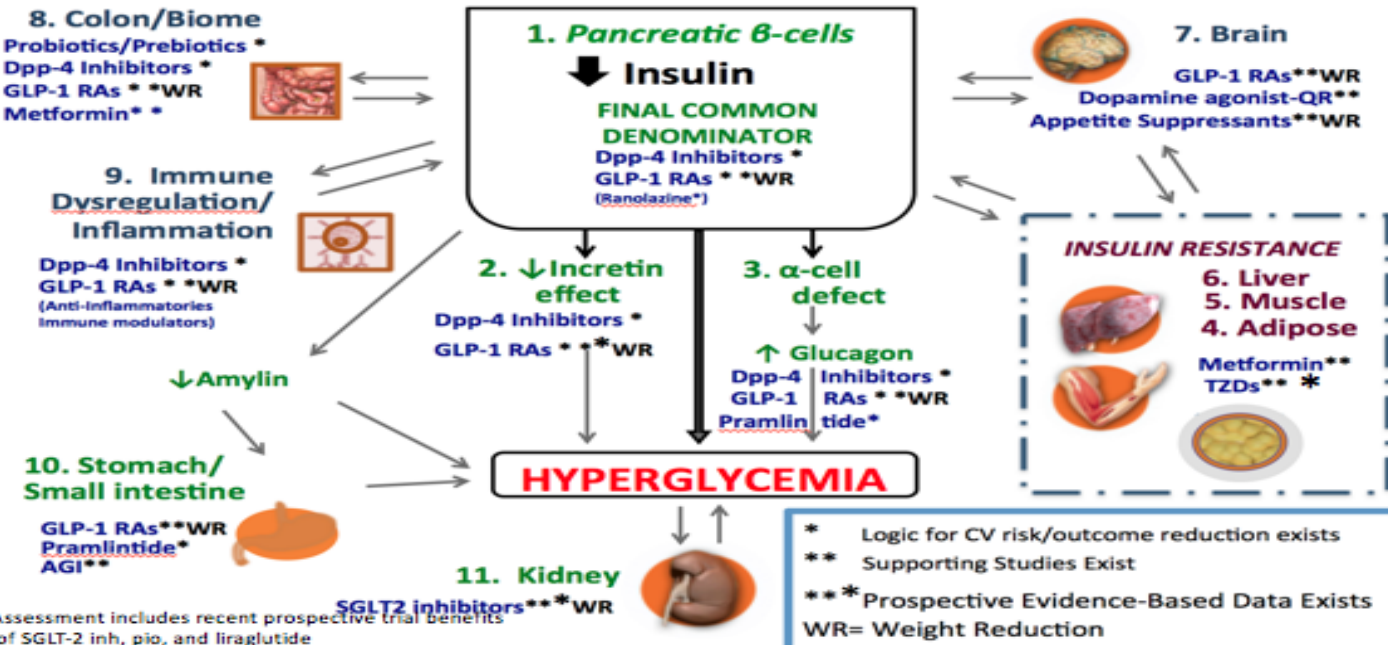 8. Colon/Biome
Probiotics/Prebiotics *
Dpp-4 Inhibitors *
GLP-1 RAs * *WR
Metformin* *
9. Immune
Dysregulation/
Inflammation
Dpp-4 Inhibitors *
GLP-1 RAs * *WR
(Anti-Inflammatories
Immune modulators)
1. Pancreatic β-cells
↓ Insulin
FINAL COMMON
DENOMINATOR
Dpp-4 Inhibitors *
GLP-1 RAs * *WR
(Ranolazine*)
7. Brain
GLP-1 RAs**WR
Dopamine agonist-QR**
Appetite Suppressants**WR
INSULIN RESISTANCE
6. Liver
5. Muscle
4. Adipose
Metformin**
TZDs** *
2. ↓Incretin
effect
Dpp-4 Inhibitors *
GLP-1 RAs * **WR
3. α-cell
defect
↑ Glucagon
Dpp-4 Inhibitors *
GLP-1 RAs * *WR
Pramlintide*
↓Amylin
10. Stomach/
Small intestine
GLP-1 RAs**WR
Pramlintide*
AGI**
HYPERGLYCEMIA
11. Kidney
SGLT2 inhibitors***WR
Assessment includes recent prospective trial benefits
of SGLT-2 inh, pio, and liraglutide
* Logic for CV risk/outcome reduction exists
** Supporting Studies Exist
***Prospective Evidence-Based Data Exists
WR= Weight Reduction